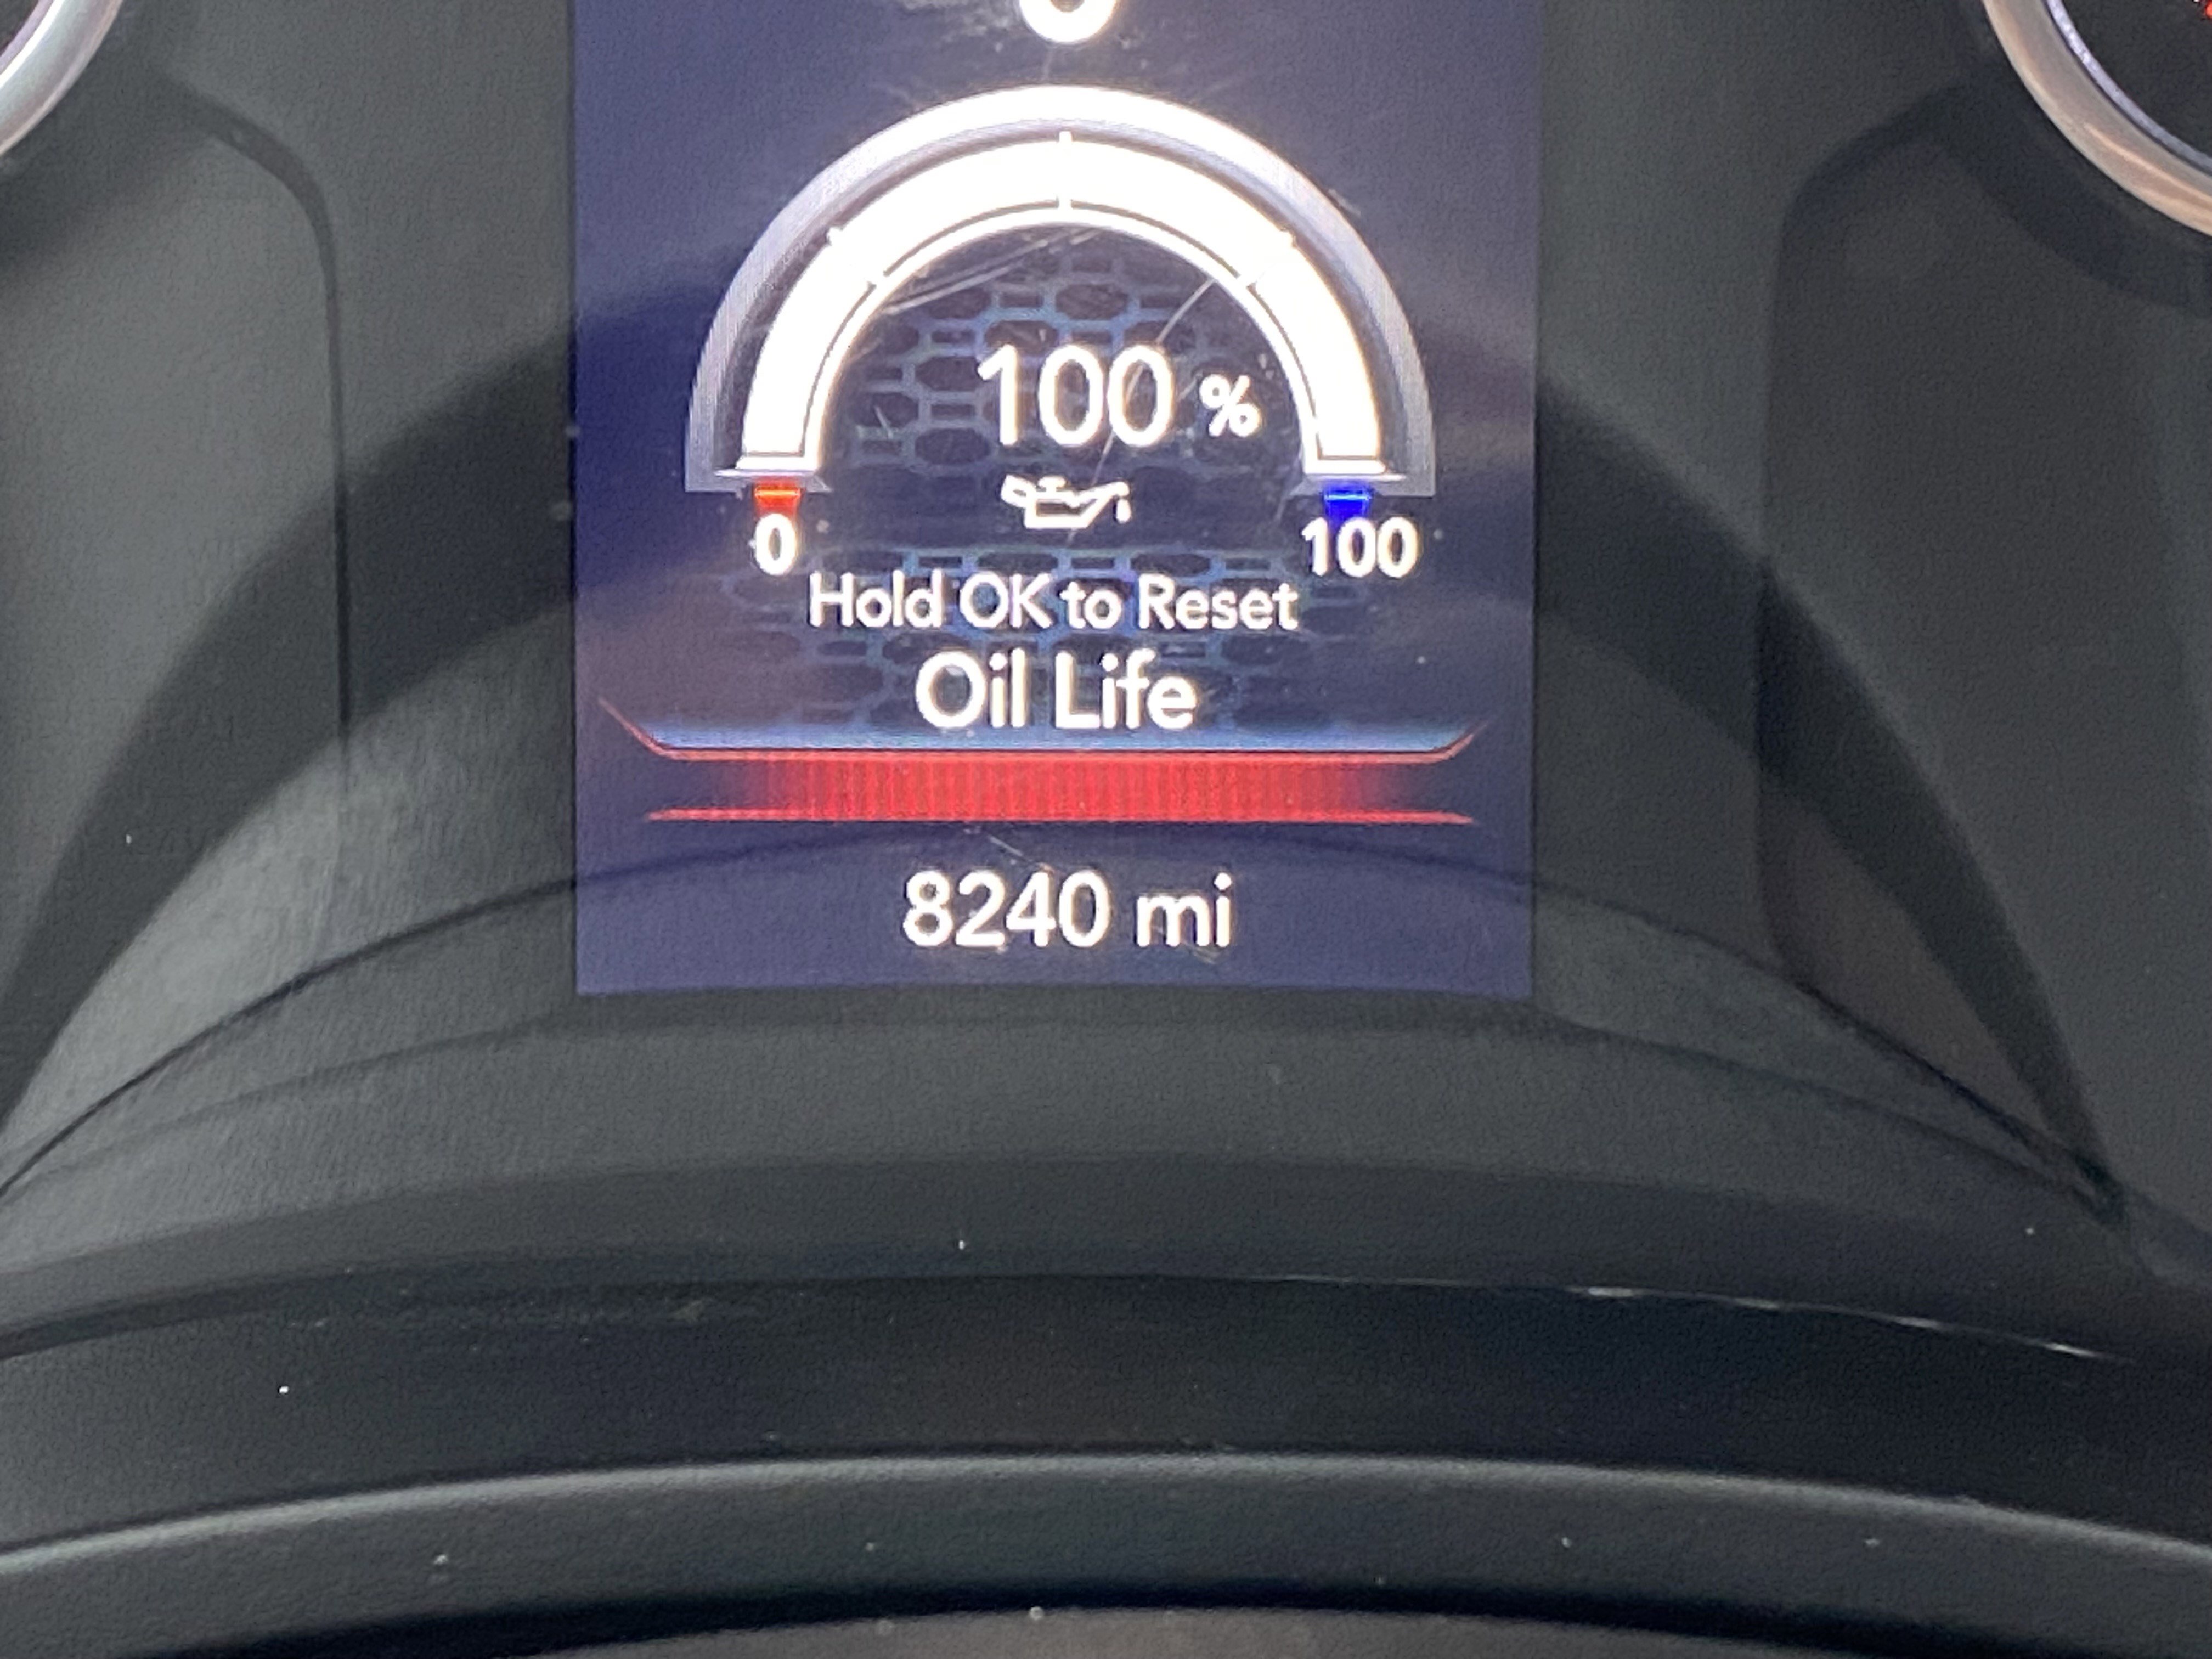 100 %
0 100
Hold OK to Reset
Oil Life
8240 mi